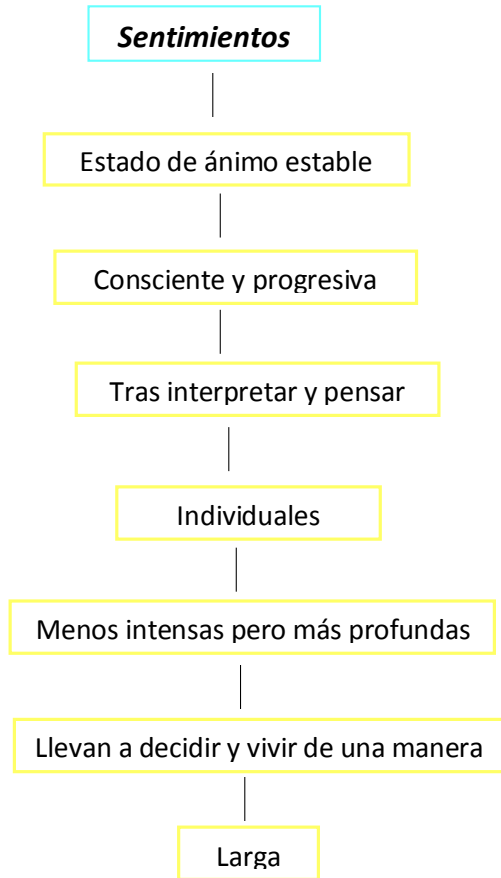 Sentimientos
Estado de ánimo estable
Consciente y progresiva
Tras interpretar y pensar
Individuales
Menos intensas pero más profundas
Llevan a decidir y vivir de una manera
Larga